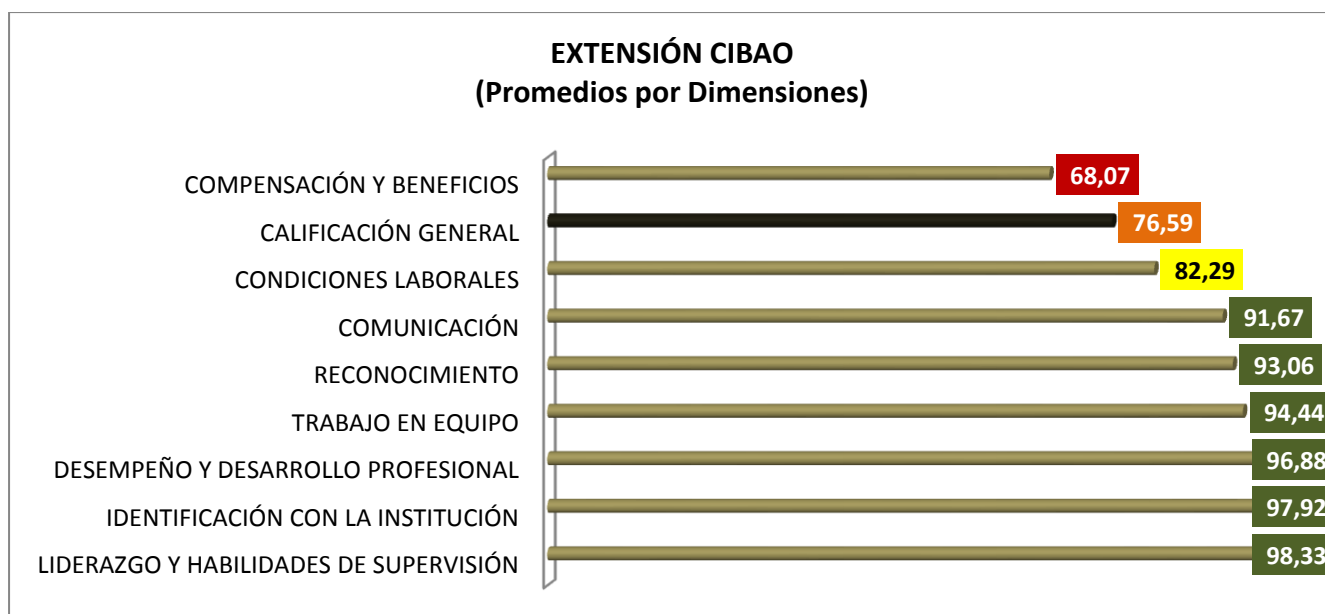 EXTENSIÓN CIBAO
(Promedios por Dimensiones)
COMPENSACIÓN Y BENEFICIOS 68,07
CALIFICACIÓN GENERAL 76,59
CONDICIONES LABORALES 82,29
COMUNICACIÓN 91,67
RECONOCIMIENTO 93,06
TRABAJO EN EQUIPO 94,44
DESEMPEÑO Y DESARROLLO PROFESIONAL 96,88
IDENTIFICACIÓN CON LA INSTITUCIÓN 97,92
LIDERAZGO Y HABILIDADES DE SUPERVISIÓN 98,33